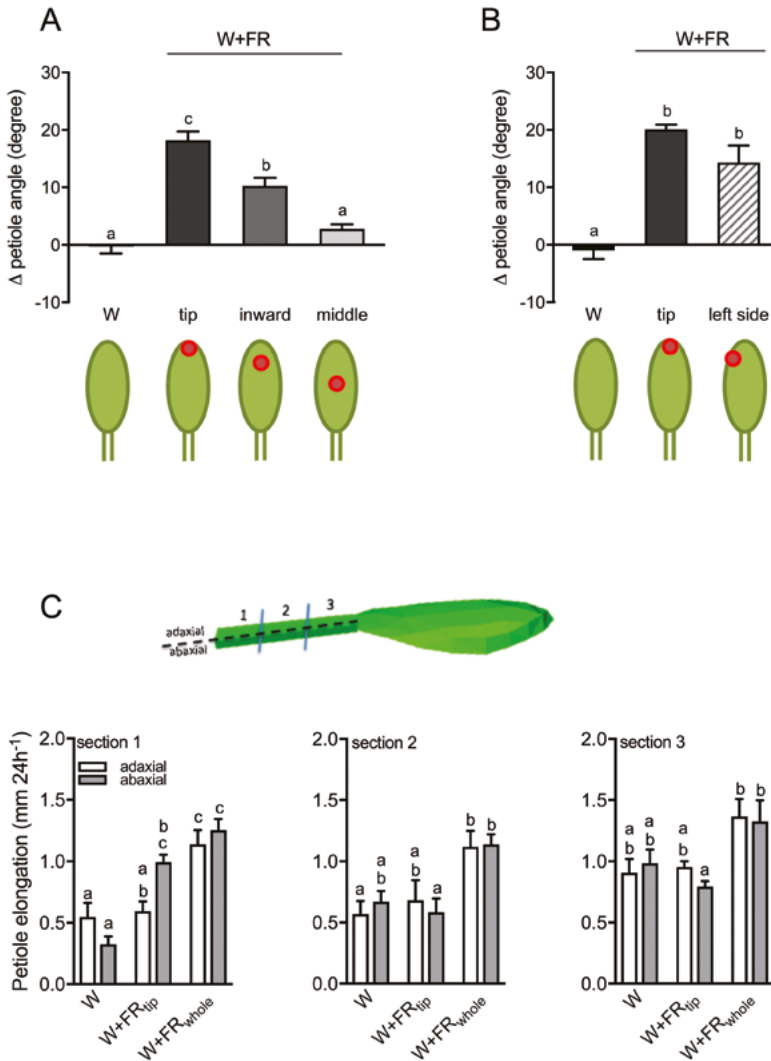 A
W+FR
Δ petiole angle (degree)
30
20
10
0
-10
a
c
b
a
W
tip
inward
middle
B
W+FR
Δ petiole angle (degree)
30
20
10
0
-10
a
b
b
W
tip
left side
C
adaxial
abaxial
1
2
3
Petiole elongation (mm 24h⁻¹)
section 1
adaxial
abaxial
2.0
1.5
1.0
0.5
0.0
a
a
a b
b c
c
c
W
W+FRtip
W+FRwhole
section 2
2.0
1.5
1.0
0.5
0.0
a
a b
a b
a
b
b
W
W+FRtip
W+FRwhole
section 3
2.0
1.5
1.0
0.5
0.0
a b
a b
a b
a
b
b
W
W+FRtip
W+FRwhole